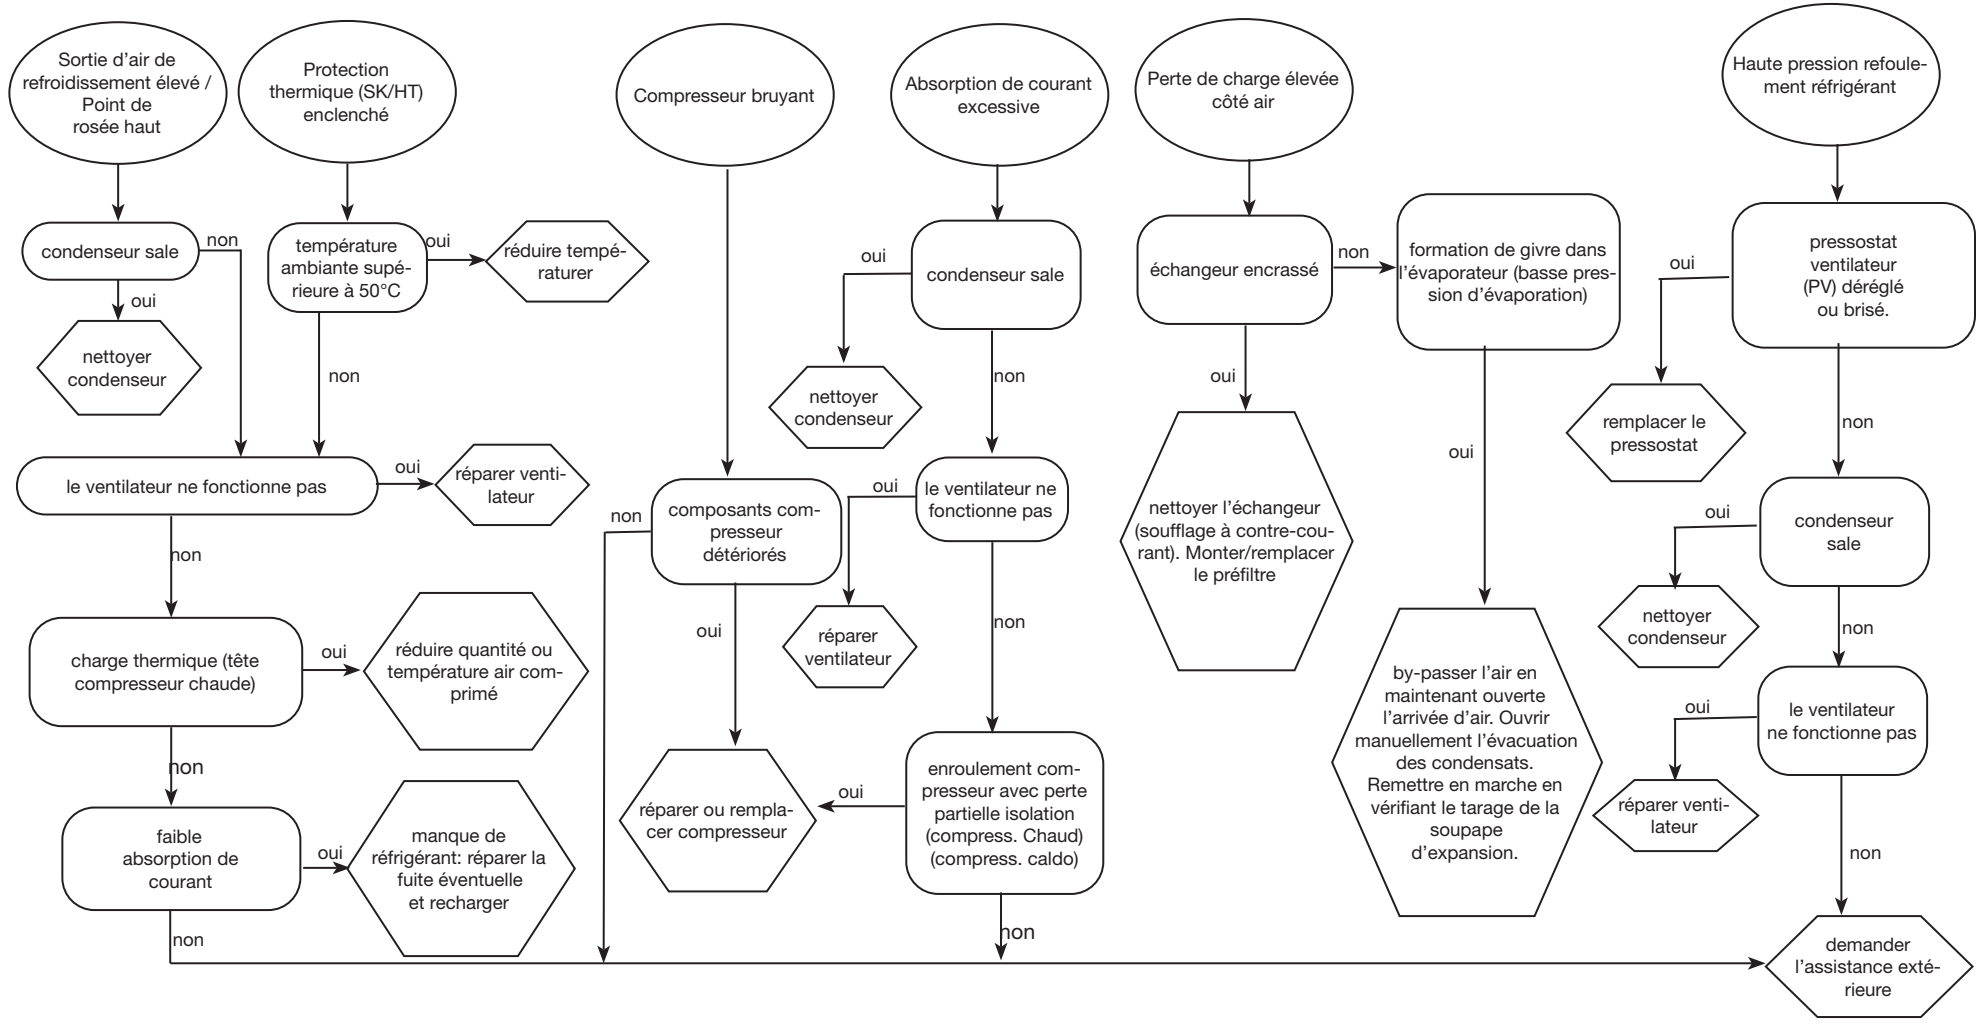 Sortie d'air de
refroidissement élevé /
Point de
rosée haut
condenseur sale
non
oui
nettoyer
condenseur
Protection
thermique (SK/HT)
enclenché
température
ambiante supé-
rieure à 50°C
oui
réduire tempé-
raturer
non
le ventilateur ne fonctionne pas
oui
réparer venti-
lateur
non
charge thermique (tête
compresseur chaude)
oui
réduire quantité ou
température air com-
primé
non
faible
absorption de
courant
oui
manque de
réfrigérant: réparer la
fuite éventuelle
et recharger
non
Compresseur bruyant
composants com-
presseur
détériorés
non
oui
réparer ou rempla-
cer compresseur
Absorption de courant
excessive
condenseur sale
oui
nettoyer
condenseur
non
le ventilateur ne
fonctionne pas
oui
réparer
ventilateur
non
enroulement com-
presseur avec perte
partielle isolation
(compress. Chaud)
(compress. caldo)
oui
non
Perte de charge élevée
côté air
échangeur encrassé
non
oui
nettoyer l'échangeur
(soufflage à contre-cou-
rant). Monter/remplacer
le préfiltre
formation de givre dans
l'évaporateur (basse pres-
sion d'évaporation)
oui
by-passer l'air en
maintenant ouverte
l'arrivée d'air. Ouvrir
manuellement l'évacuation
des condensats.
Remettre en marche en
vérifiant le tarage de la
soupape
d'expansion.
Haute pression refoule-
ment réfrigérant
pressostat
ventilateur
(PV) déréglé
ou brisé.
oui
remplacer le
pressostat
non
condenseur
sale
oui
nettoyer
condenseur
non
le ventilateur
ne fonctionne pas
oui
réparer venti-
lateur
non
demander
l'assistance exté-
rieure